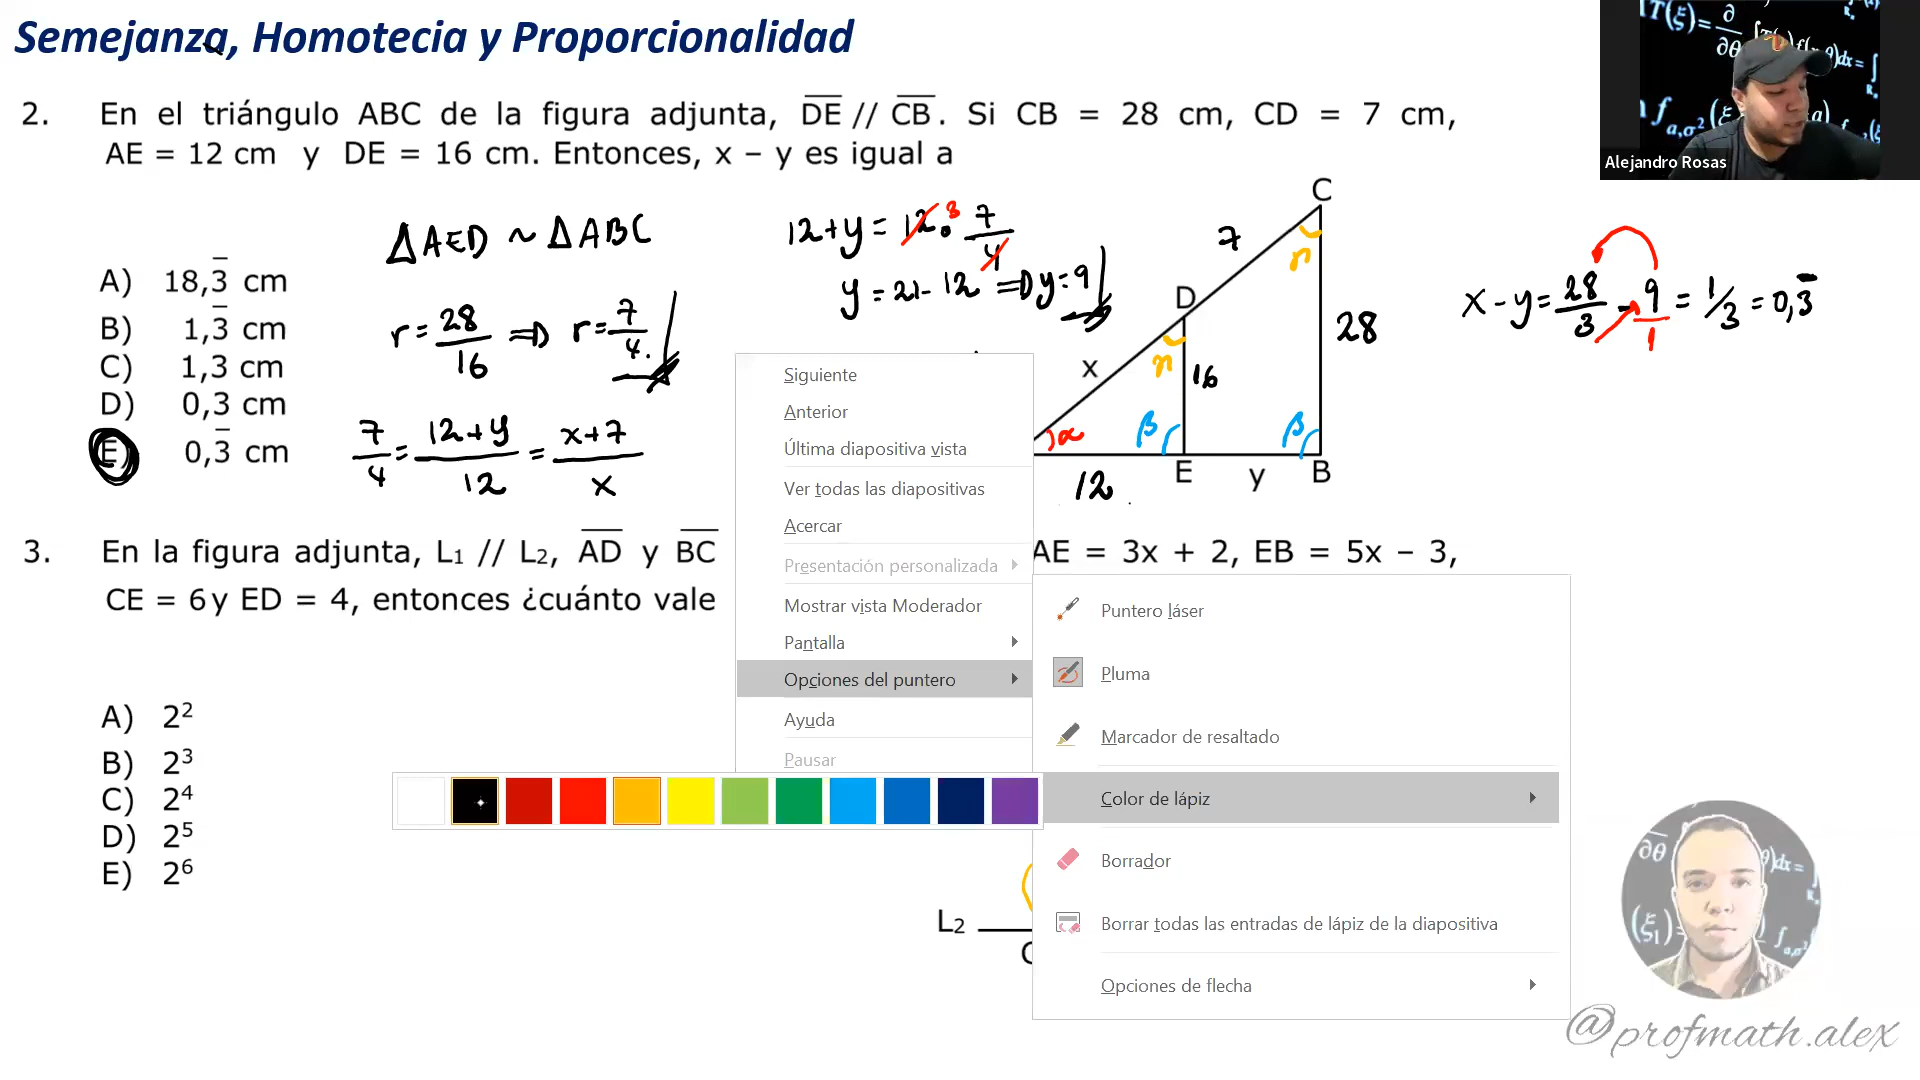 Semejanza, Homotecia y Proporcionalidad
Alejandro Rosas
2. En el triángulo ABC de la figura adjunta, DE // CB. Si CB = 28 cm, CD = 7 cm,
AE = 12 cm y DE = 16 cm. Entonces, x – y es igual a
A) 18,3̅ cm
B) 1,3̅ cm
C) 1,3 cm
D) 0,3 cm
E) 0,3̅ cm
△AED ~ △ABC
r = 28/16 ⇒ r = 7/4
7/4 = 12+y/12 = x+7/x
12+y = 12 · 7/4
3
y = 21 - 12 ⇒ y = 9
C
7
n
D
28
x
n
16
α
β
β
12
E
y
B
x - y = 28/3 - 9/1 = 1/3 = 0,3̅
3. En la figura adjunta, L1 // L2, AD y BC
AE = 3x + 2, EB = 5x – 3,
CE = 6 y ED = 4, entonces ¿cuánto vale
A) 2²
B) 2³
C) 2⁴
D) 2⁵
E) 2⁶
L2
Siguiente
Anterior
Última diapositiva vista
Ver todas las diapositivas
Acercar
Presentación personalizada
Mostrar vista Moderador
Pantalla
Opciones del puntero
Ayuda
Pausar
Puntero láser
Pluma
Marcador de resaltado
Color de lápiz
Borrador
Borrar todas las entradas de lápiz de la diapositiva
Opciones de flecha
@profmath.alex